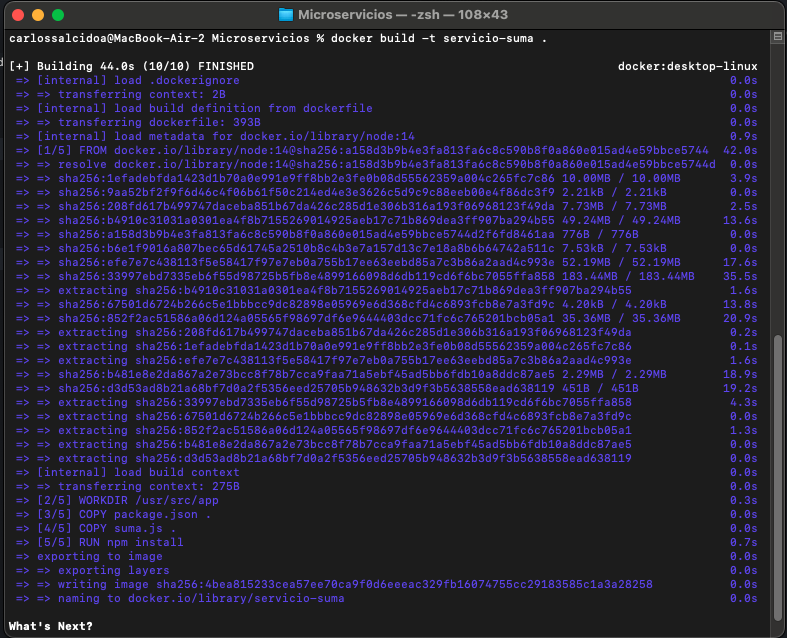 Microservicios — -zsh — 108×43
carlossalcidoa@MacBook-Air-2 Microservicios % docker build -t servicio-suma .
[+] Building 44.0s (10/10) FINISHED docker:desktop-linux
=> [internal] load .dockerignore 0.0s
=> => transferring context: 2B 0.0s
=> [internal] load build definition from dockerfile 0.0s
=> => transferring dockerfile: 393B 0.0s
=> [internal] load metadata for docker.io/library/node:14 0.9s
=> [1/5] FROM docker.io/library/node:14@sha256:a158d3b9b4e3fa813fa6c8c590b8f0a860e015ad4e59bbce5744 42.0s
=> => resolve docker.io/library/node:14@sha256:a158d3b9b4e3fa813fa6c8c590b8f0a860e015ad4e59bbce5744d 0.0s
=> => sha256:1efadebfda1423d1b70a0e991e9ff8bb2e3fe0b08d55562359a004c265fc7c86 10.00MB / 10.00MB 3.9s
=> => sha256:9aa52bf2f9f6d46c4f06b61f50c214ed4e3e3626c5d9c9c88eeb00e4f86dc3f9 2.21kB / 2.21kB 0.0s
=> => sha256:208fd617b499747daceba851b67da426c285d1e306b316a193f06968123f49da 7.73MB / 7.73MB 2.5s
=> => sha256:b4910c31031a0301ea4f8b7155269014925aeb17c71b869dea3ff907ba294b55 49.24MB / 49.24MB 13.6s
=> => sha256:a158d3b9b4e3fa813fa6c8c590b8f0a860e015ad4e59bbce5744d2f6fd8461aa 776B / 776B 0.0s
=> => sha256:b6e1f9016a807bec65d61745a2510b8c4b3e7a157d13c7e18a8b6b64742a511c 7.53kB / 7.53kB 0.0s
=> => sha256:efe7e7c438113f5e58417f97e7eb0a755b17ee63eebd85a7c3b86a2aad4c993e 52.19MB / 52.19MB 17.6s
=> => sha256:33997ebd7335eb6f55d98725b5fb8e4899166098d6db119cd6f6bc7055ffa858 183.44MB / 183.44MB 35.5s
=> => extracting sha256:b4910c31031a0301ea4f8b7155269014925aeb17c71b869dea3ff907ba294b55 1.6s
=> => sha256:67501d6724b266c5e1bbbcc9dc82898e05969e6d368cfd4c6893fcb8e7a3fd9c 4.20kB / 4.20kB 13.8s
=> => sha256:852f2ac51586a06d124a05565f98697df6e9644403dcc71fc6c765201bcb05a1 35.36MB / 35.36MB 20.9s
=> => extracting sha256:208fd617b499747daceba851b67da426c285d1e306b316a193f06968123f49da 0.2s
=> => extracting sha256:1efadebfda1423d1b70a0e991e9ff8bb2e3fe0b08d55562359a004c265fc7c86 0.1s
=> => extracting sha256:efe7e7c438113f5e58417f97e7eb0a755b17ee63eebd85a7c3b86a2aad4c993e 1.6s
=> => sha256:b481e8e2da867a2e73bcc8f78b7cca9faa71a5ebf45ad5bb6fdb10a8ddc87ae5 2.29MB / 2.29MB 18.9s
=> => sha256:d3d53ad8b21a68bf7d0a2f5356eed25705b948632b3d9f3b5638558ead638119 451B / 451B 19.2s
=> => extracting sha256:33997ebd7335eb6f55d98725b5fb8e4899166098d6db119cd6f6bc7055ffa858 4.3s
=> => extracting sha256:67501d6724b266c5e1bbbcc9dc82898e05969e6d368cfd4c6893fcb8e7a3fd9c 0.0s
=> => extracting sha256:852f2ac51586a06d124a05565f98697df6e9644403dcc71fc6c765201bcb05a1 1.3s
=> => extracting sha256:b481e8e2da867a2e73bcc8f78b7cca9faa71a5ebf45ad5bb6fdb10a8ddc87ae5 0.0s
=> => extracting sha256:d3d53ad8b21a68bf7d0a2f5356eed25705b948632b3d9f3b5638558ead638119 0.0s
=> [internal] load build context 0.0s
=> => transferring context: 275B 0.0s
=> [2/5] WORKDIR /usr/src/app 0.3s
=> [3/5] COPY package.json . 0.0s
=> [4/5] COPY suma.js . 0.0s
=> [5/5] RUN npm install 0.7s
=> exporting to image 0.0s
=> => exporting layers 0.0s
=> => writing image sha256:4bea815233cea57ee70ca9f0d6eeeac329fb16074755cc29183585c1a3a28258 0.0s
=> => naming to docker.io/library/servicio-suma 0.0s
What's Next?